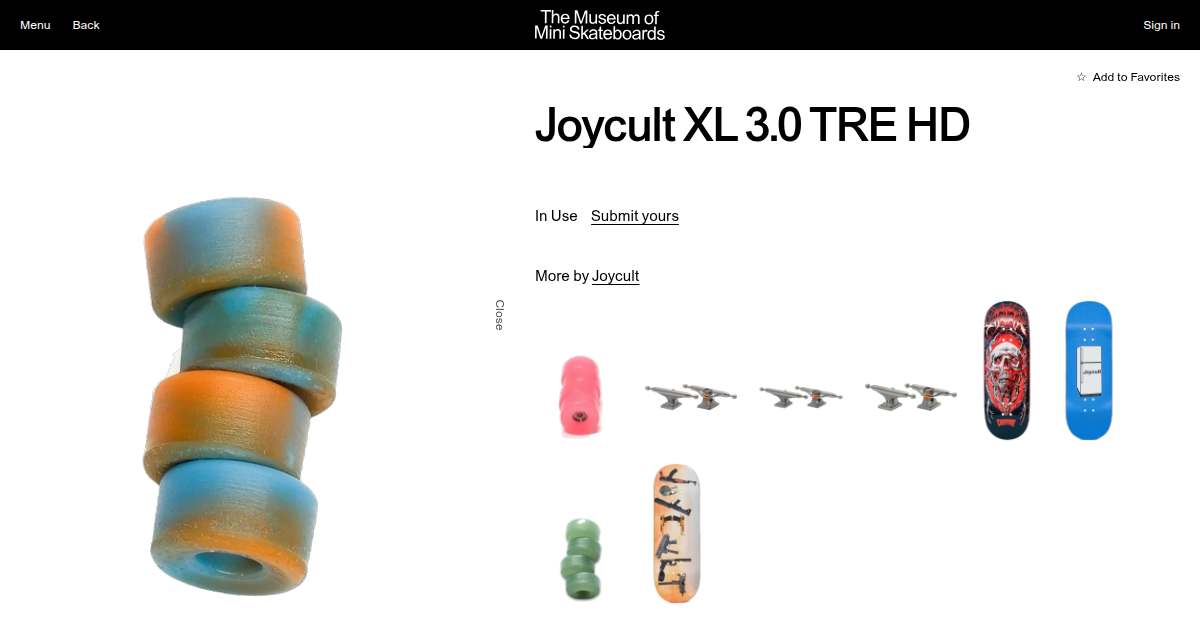 Menu
Back
The Museum of
Mini Skateboards
Sign in
☆ Add to Favorites
Joycult XL 3.0 TRE HD
In Use
Submit yours
Close
More by Joycult
Joycult
JOYCULT